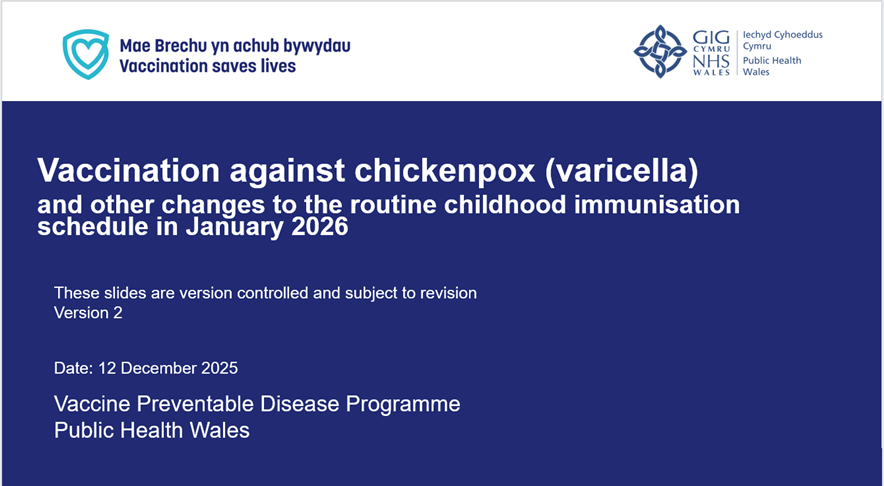 Mae Brechu yn achub bywydau
Vaccination saves lives
GIG
CYMRU
NHS
WALES
Iechyd Cyhoeddus
Cymru
Public Health
Wales
Vaccination against chickenpox (varicella)
and other changes to the routine childhood immunisation
schedule in January 2026
These slides are version controlled and subject to revision
Version 2
Date: 12 December 2025
Vaccine Preventable Disease Programme
Public Health Wales